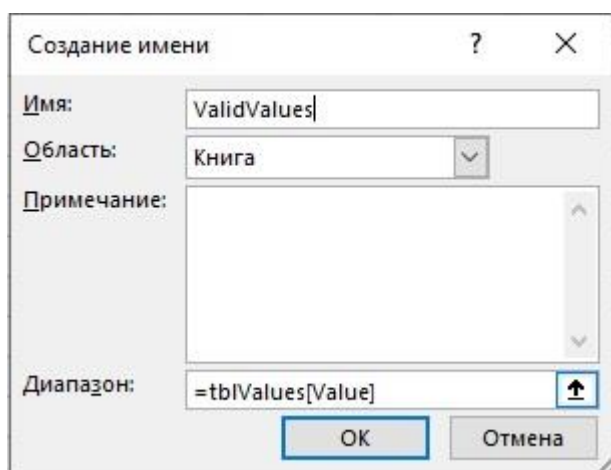 Создание имени ? ×
Имя: ValidValues
Область: Книга
Примечание:
Диапазон: =tblValues[Value]
ОК Отмена